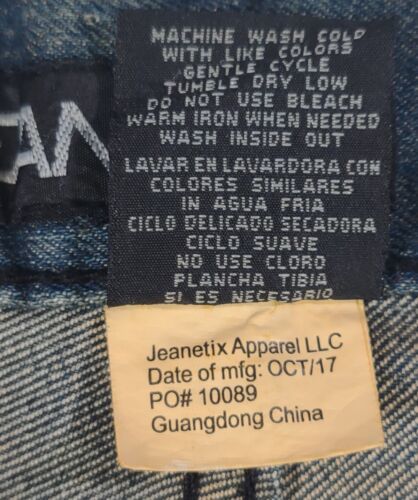 MACHINE WASH COLD
WITH LIKE COLORS
GENTLE CYCLE
TUMBLE DRY LOW
DO NOT USE BLEACH
WARM IRON WHEN NEEDED
WASH INSIDE OUT
LAVAR EN LAVARDORA CON
COLORES SIMILARES
IN AGUA FRIA
CICLO DELICADO SECADORA
CICLO SUAVE
NO USE CLORO
PLANCHA TIBIA
SI ES NECESARIO
Jeanetix Apparel LLC
Date of mfg: OCT/17
PO# 10089
Guangdong China